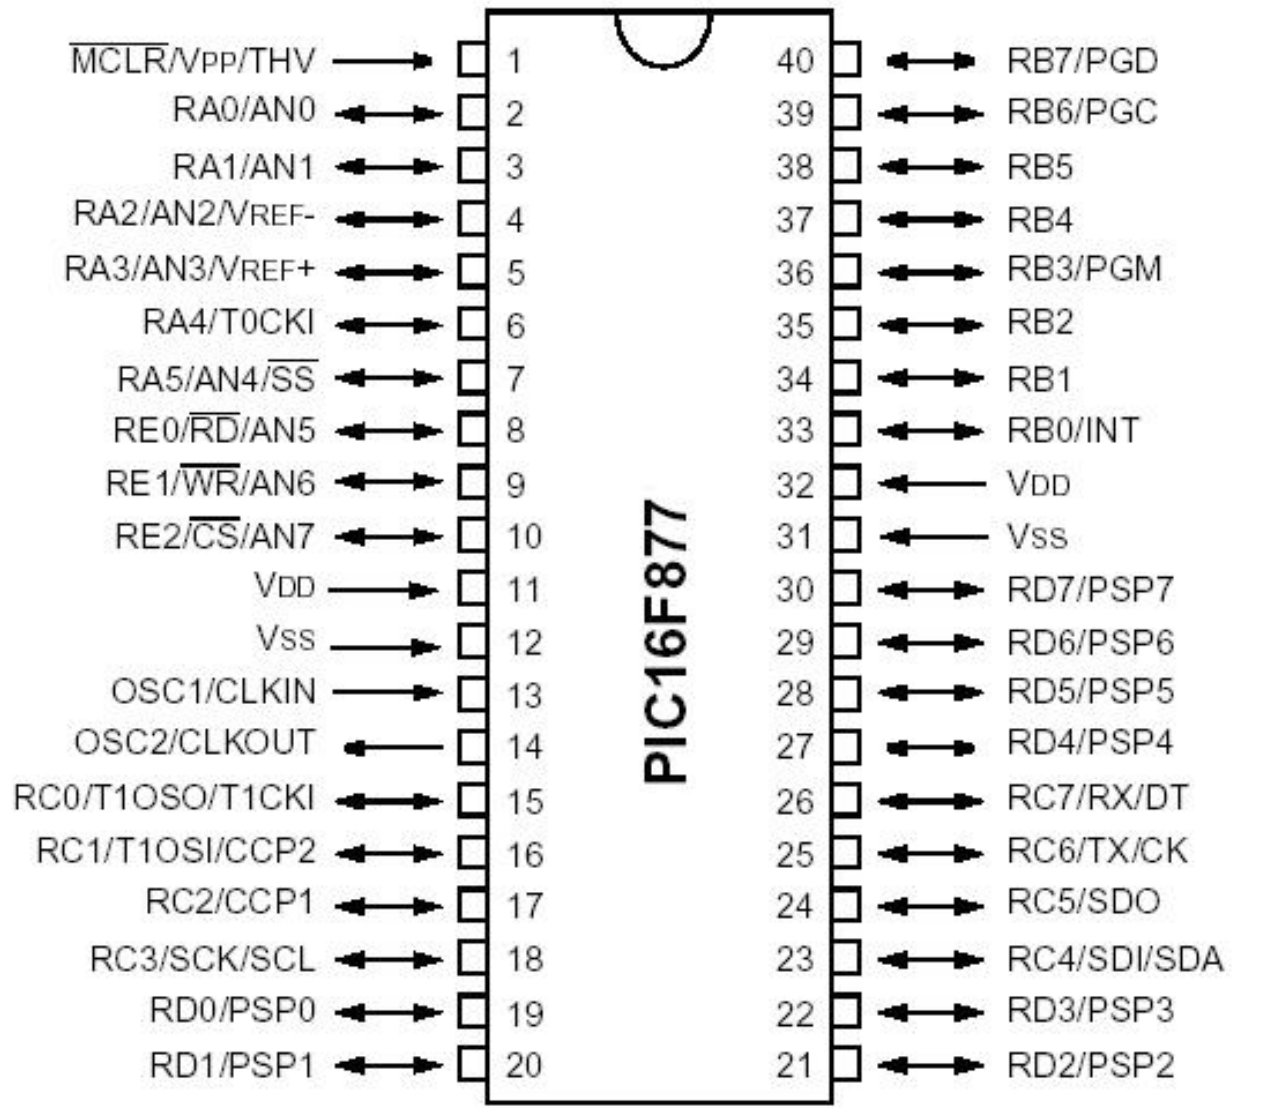 MCLR/VPP/THV 1 40 RB7/PGD
RA0/AN0 2 39 RB6/PGC
RA1/AN1 3 38 RB5
RA2/AN2/VREF- 4 37 RB4
RA3/AN3/VREF+ 5 36 RB3/PGM
RA4/T0CKI 6 35 RB2
RA5/AN4/SS 7 34 RB1
RE0/RD/AN5 8 33 RB0/INT
RE1/WR/AN6 9 32 VDD
RE2/CS/AN7 10 31 VSS
VDD 11 30 RD7/PSP7
VSS 12 29 RD6/PSP6
OSC1/CLKIN 13 28 RD5/PSP5
OSC2/CLKOUT 14 27 RD4/PSP4
RC0/T1OSO/T1CKI 15 26 RC7/RX/DT
RC1/T1OSI/CCP2 16 25 RC6/TX/CK
RC2/CCP1 17 24 RC5/SDO
RC3/SCK/SCL 18 23 RC4/SDI/SDA
RD0/PSP0 19 22 RD3/PSP3
RD1/PSP1 20 21 RD2/PSP2
PIC16F877